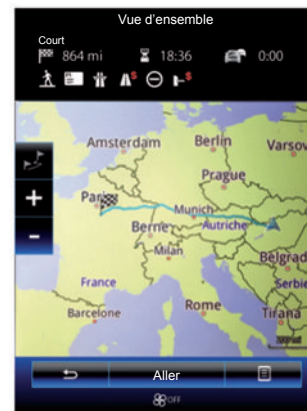 Vue d'ensemble
Court
864 mi 18:36 0:00
$ $
Amsterdam Berlin Varsov
Prague
Paris
Munich
Berne Autriche
Milan Belgrad
France Serbie
Rome
Barcelone Tirana
+
-
Aller
OFF